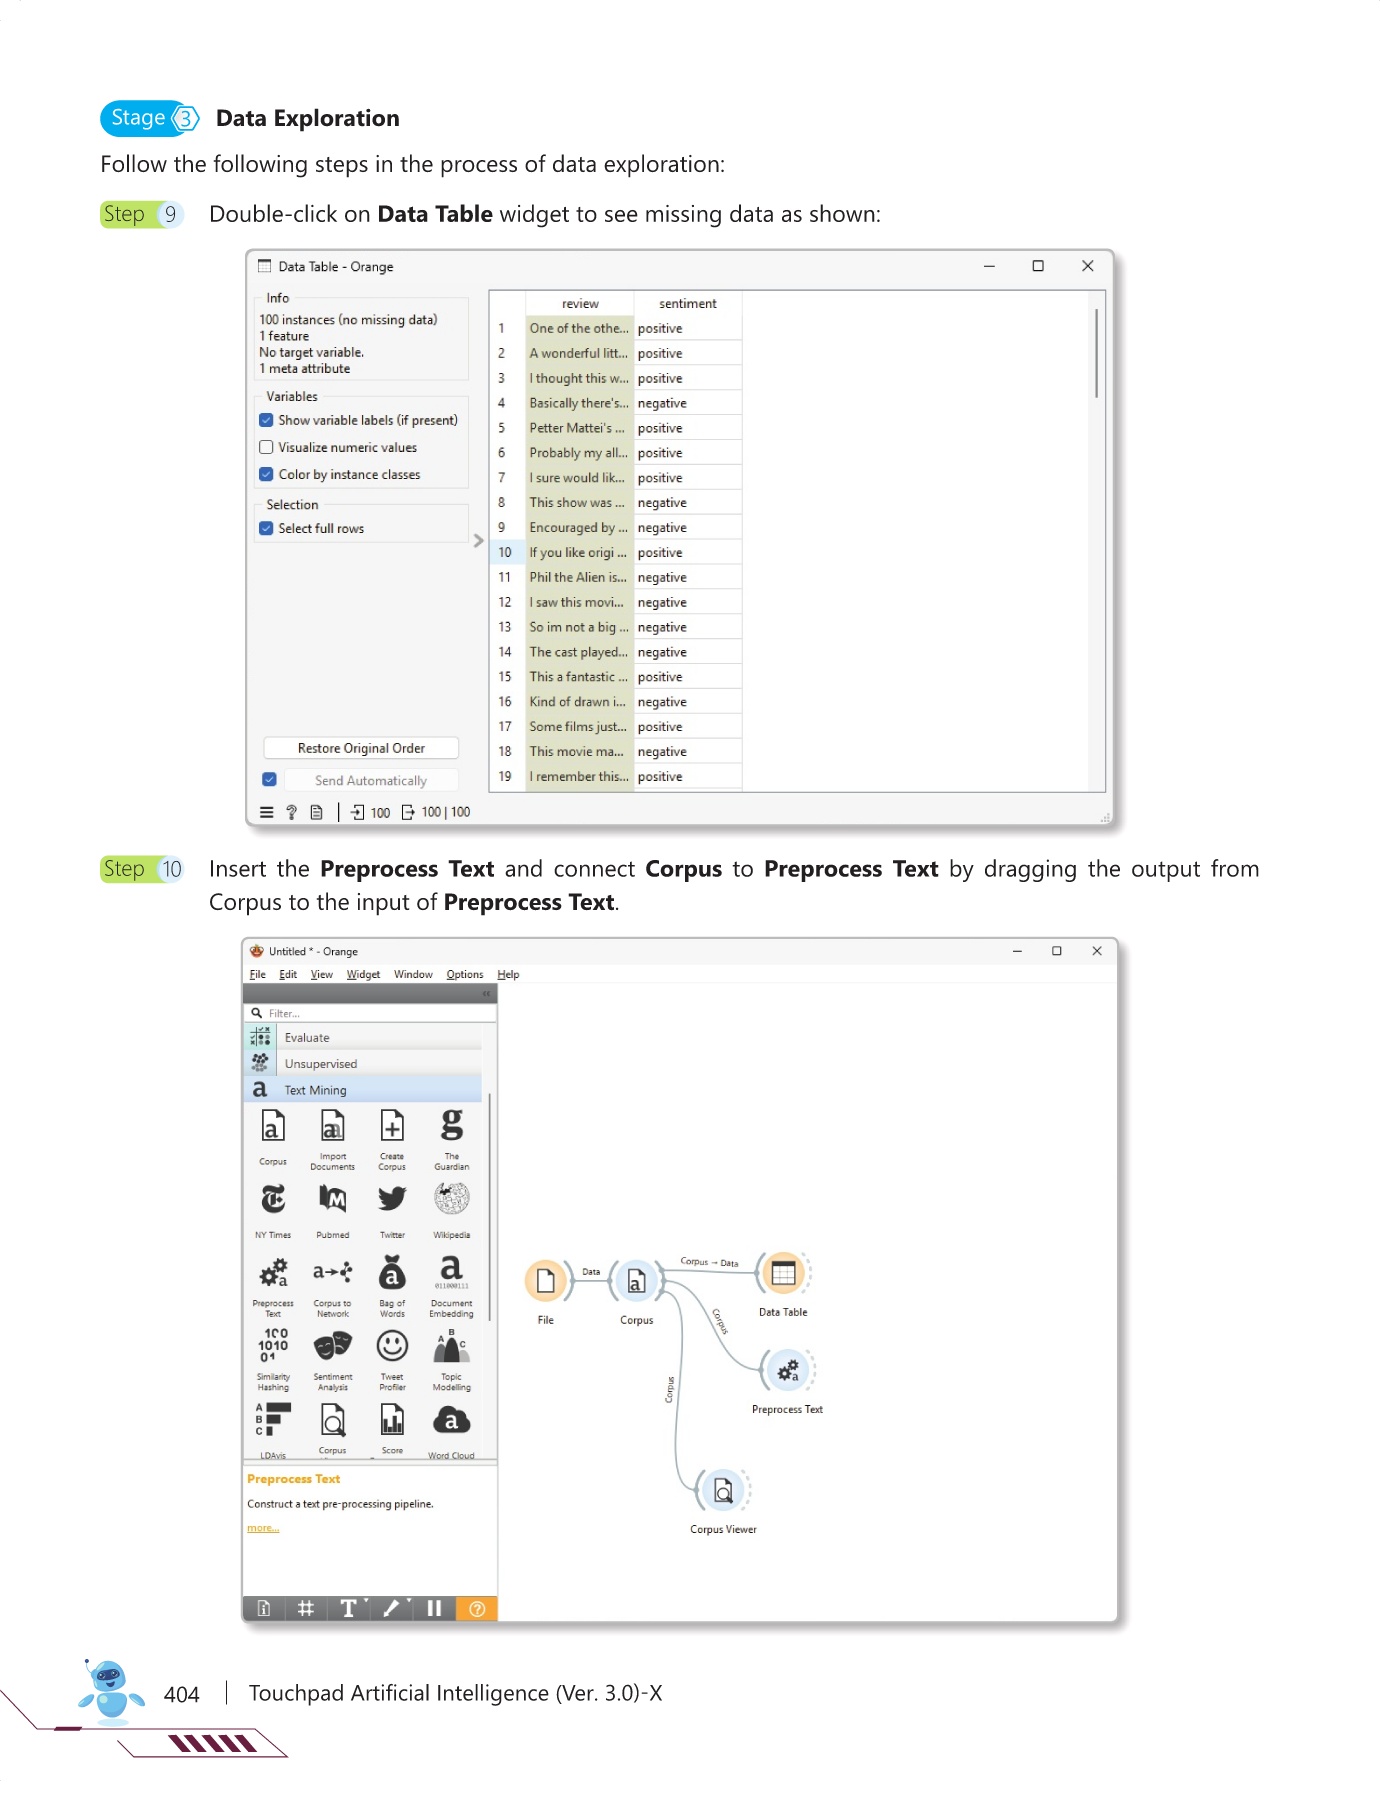 Stage 3 Data Exploration
Follow the following steps in the process of data exploration:
Step 9 Double-click on Data Table widget to see missing data as shown:
Data Table - Orange
Info
100 instances (no missing data)
1 feature
No target variable.
1 meta attribute
Variables
Show variable labels (if present)
Visualize numeric values
Color by instance classes
Selection
Select full rows
Restore Original Order
Send Automatically
100 100 | 100
review sentiment
1 One of the othe... positive
2 A wonderful litt... positive
3 I thought this w... positive
4 Basically there's... negative
5 Petter Mattei's ... positive
6 Probably my all... positive
7 I sure would lik... positive
8 This show was ... negative
9 Encouraged by ... negative
10 If you like origi ... positive
11 Phil the Alien is... negative
12 I saw this movi... negative
13 So im not a big ... negative
14 The cast played... negative
15 This a fantastic ... positive
16 Kind of drawn i... negative
17 Some films just... positive
18 This movie ma... negative
19 I remember this... positive
Step 10 Insert the Preprocess Text and connect Corpus to Preprocess Text by dragging the output from
Corpus to the input of Preprocess Text.
Untitled * - Orange
File Edit View Widget Window Options Help
Filter...
Evaluate
Unsupervised
a Text Mining
Corpus
Import
Documents
Create
Corpus
The
Guardian
NY Times
Pubmed
Twitter
Wikipedia
Preprocess
Text
Corpus to
Network
Bag of
Words
Document
Embedding
Similarity
Hashing
Sentiment
Analysis
Tweet
Profiler
Topic
Modelling
LDAvis
Corpus
Score
Word Cloud
Preprocess Text
Construct a text pre-processing pipeline.
more...
File
Data
Corpus
Corpus → Data
Data Table
Corpus
Preprocess Text
Corpus
Corpus Viewer
404 | Touchpad Artificial Intelligence (Ver. 3.0)-X